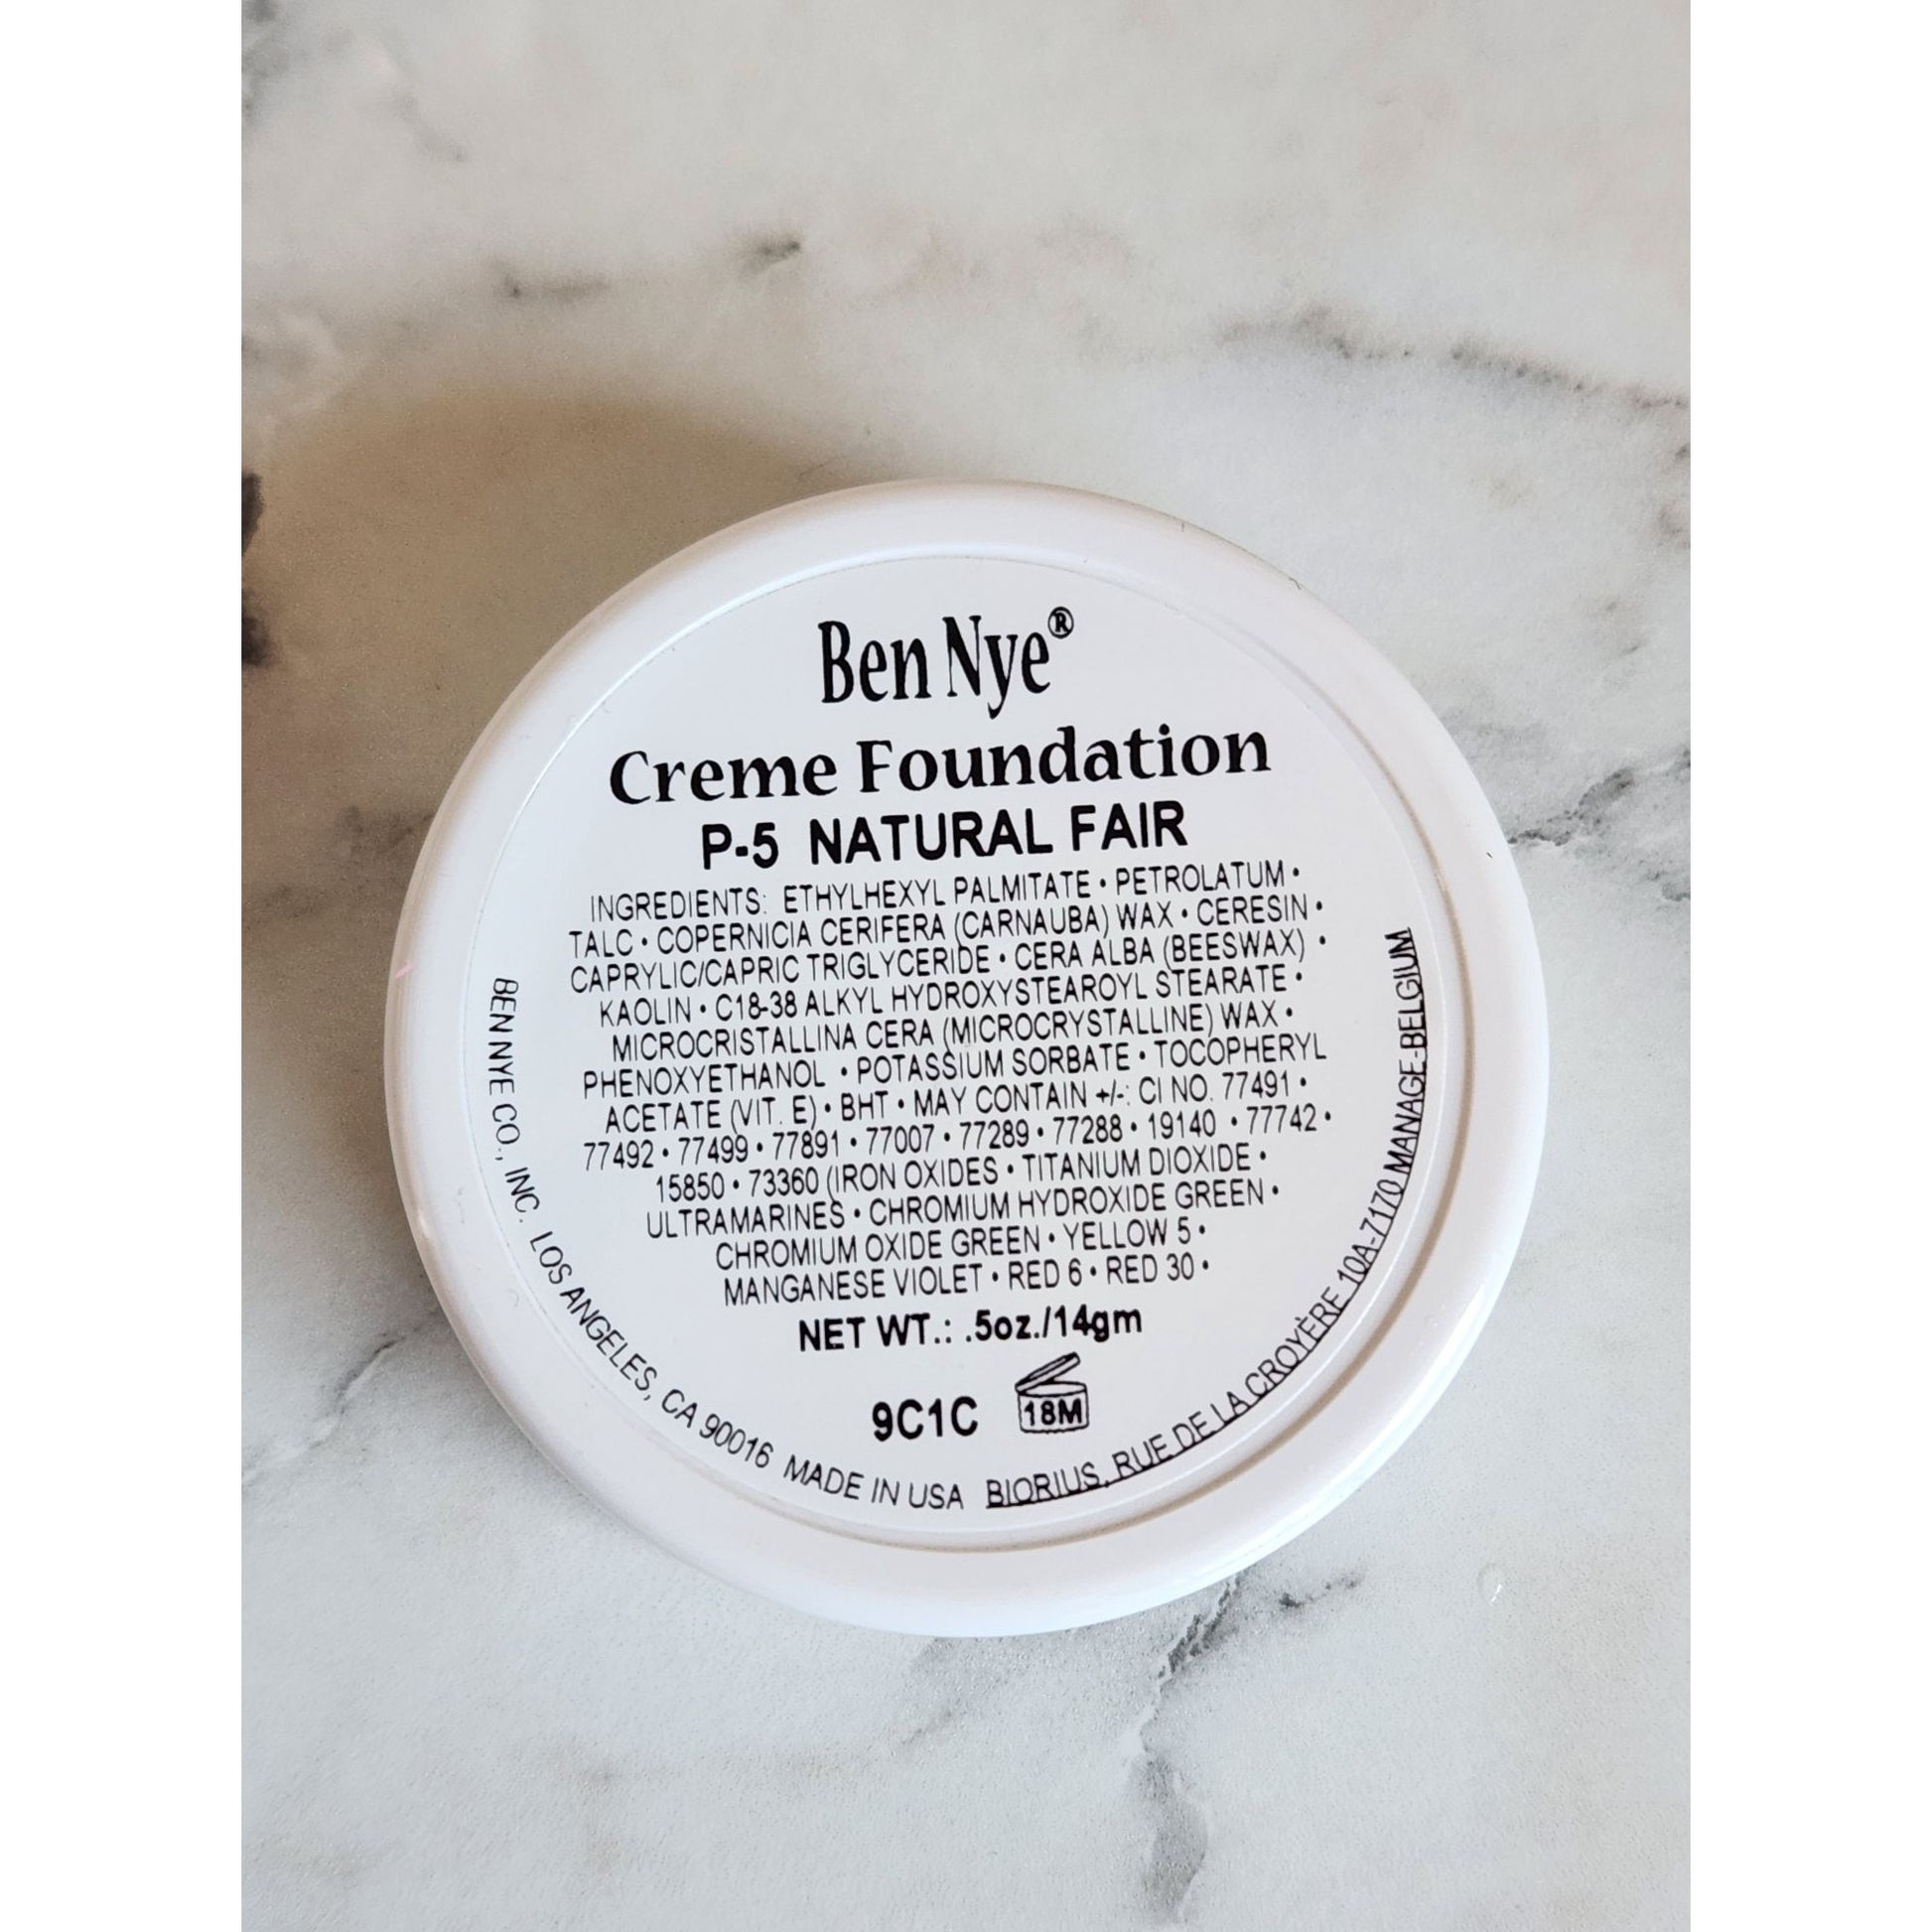 Ben Nye®
Creme Foundation
P-5 NATURAL FAIR
INGREDIENTS: ETHYLHEXYL PALMITATE • PETROLATUM •
TALC • COPERNICIA CERIFERA (CARNAUBA) WAX • CERESIN •
CAPRYLIC/CAPRIC TRIGLYCERIDE • CERA ALBA (BEESWAX) •
KAOLIN • C18-38 ALKYL HYDROXYSTEAROYL STEARATE •
MICROCRISTALLINA CERA (MICROCRYSTALLINE) WAX •
PHENOXYETHANOL • POTASSIUM SORBATE • TOCOPHERYL
ACETATE (VIT. E) • BHT • MAY CONTAIN +/-: CI NO. 77491 •
77492 • 77499 • 77891 • 77007 • 77289 • 77288 • 19140 • 77742 •
15850 • 73360 (IRON OXIDES • TITANIUM DIOXIDE •
ULTRAMARINES • CHROMIUM HYDROXIDE GREEN •
CHROMIUM OXIDE GREEN • YELLOW 5 •
MANGANESE VIOLET • RED 6 • RED 30 •
NET WT.: .5oz./14gm
9C1C 18M
BEN NYE CO., INC. LOS ANGELES, CA 90016 MADE IN USA BIORIUS, RUE DE LA CROYÈRE 10A-7170 MANAGE-BELGIUM